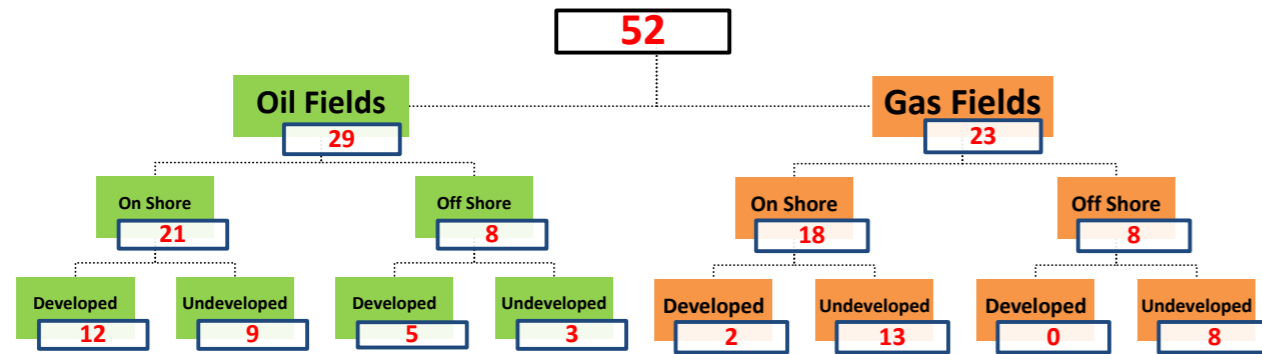 52
Oil Fields
29
Gas Fields
23
On Shore
21
Off Shore
8
On Shore
18
Off Shore
8
Developed
12
Undeveloped
9
Developed
5
Undeveloped
3
Developed
2
Undeveloped
13
Developed
0
Undeveloped
8